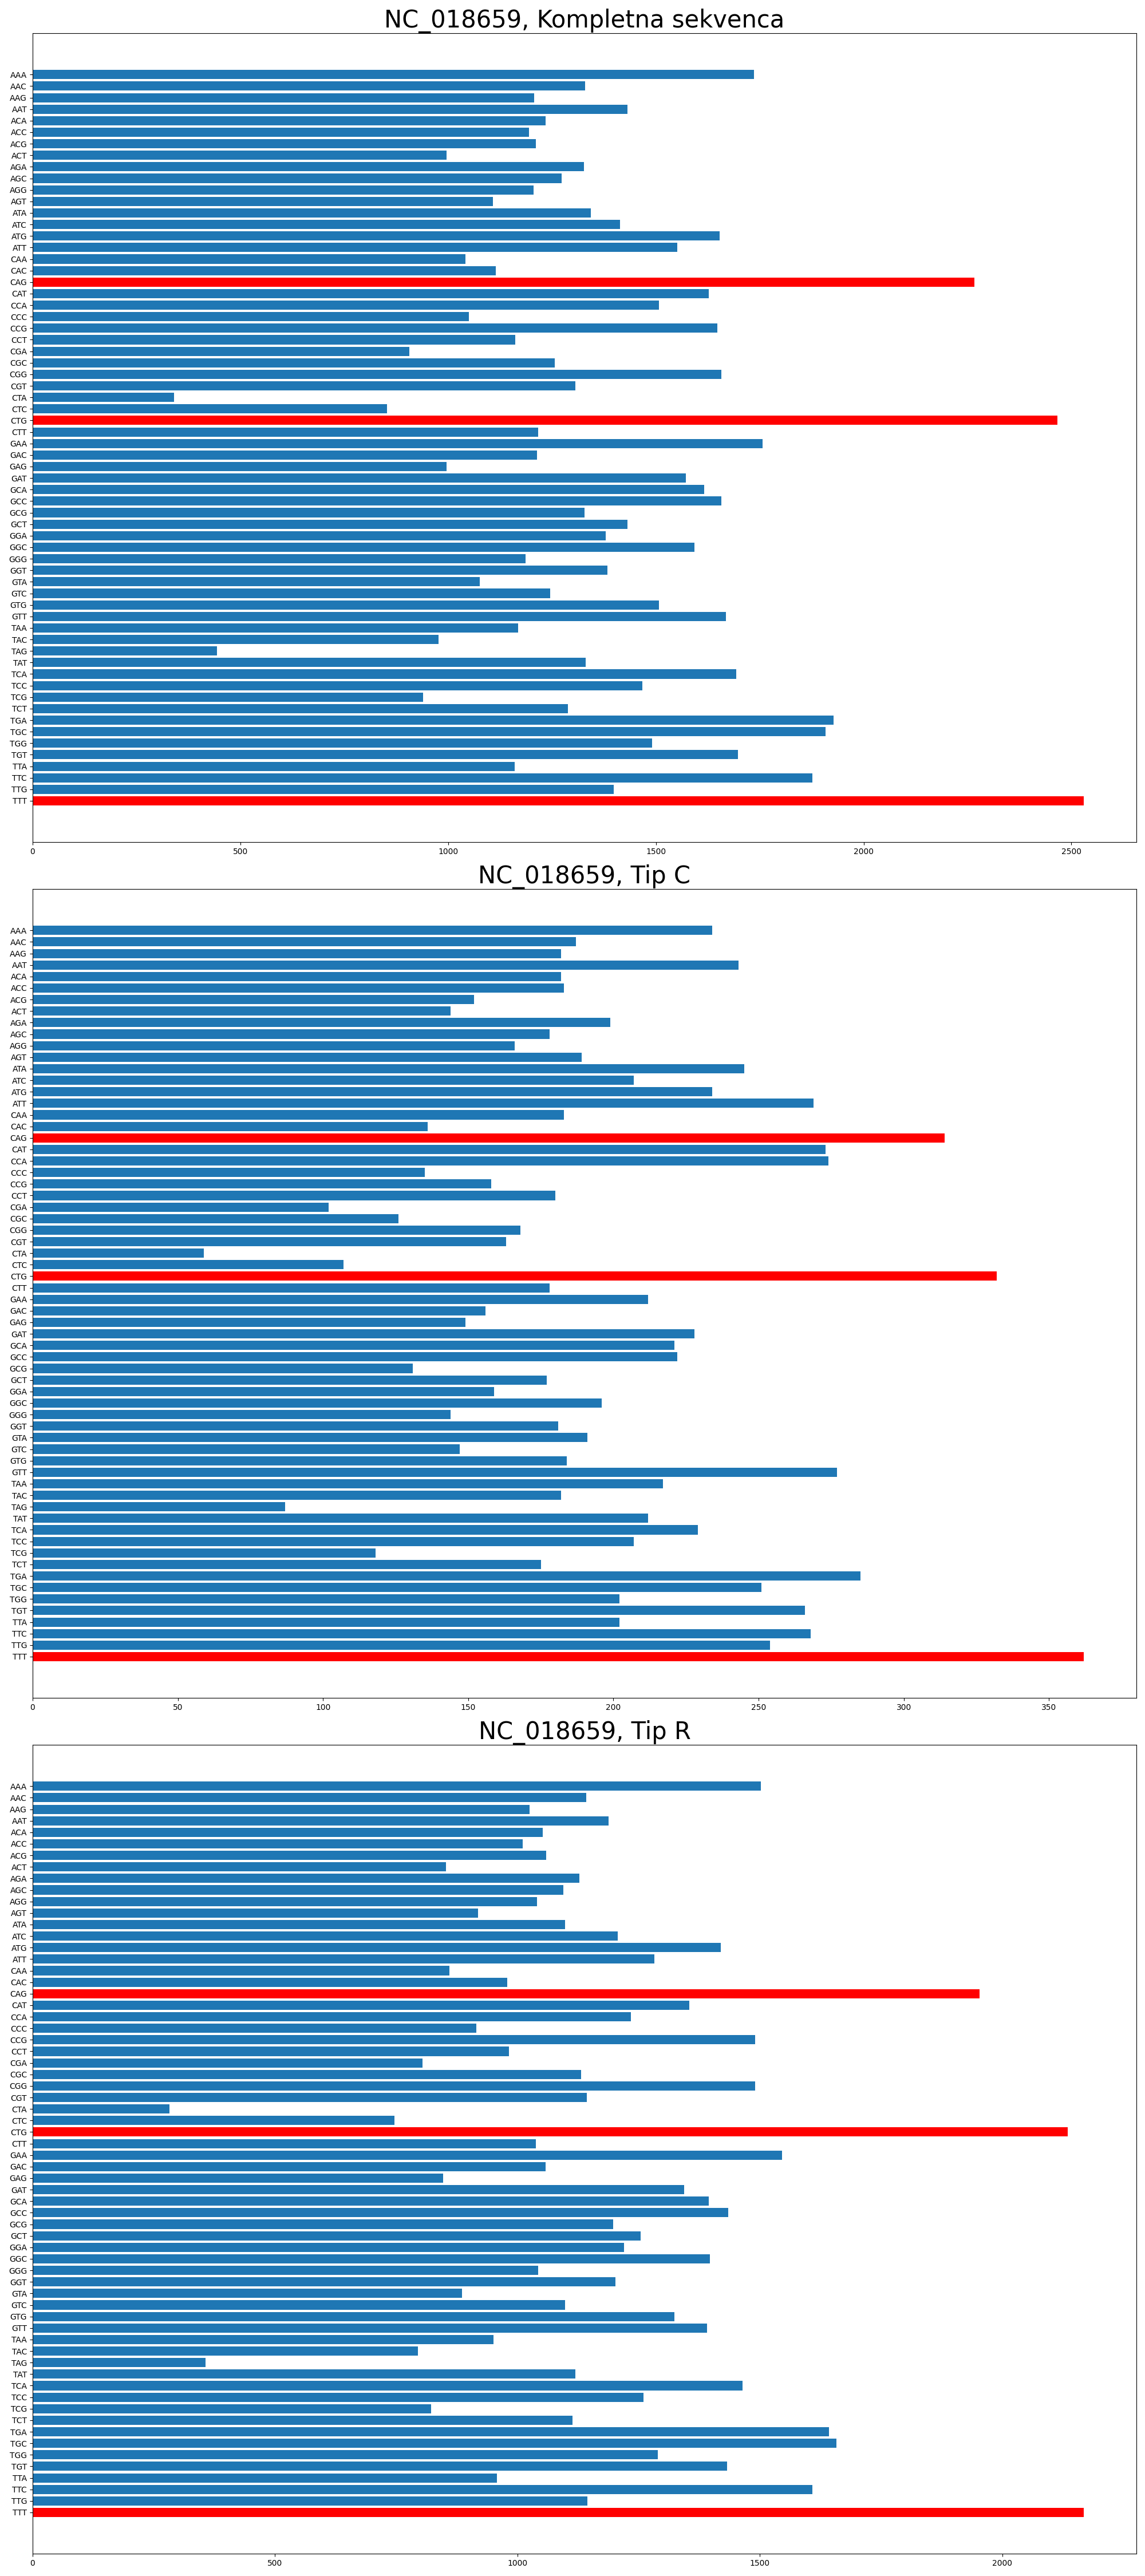 NC_018659, Kompletna sekvenca
AAA
AAC
AAG
AAT
ACA
ACC
ACG
ACT
AGA
AGC
AGG
AGT
ATA
ATC
ATG
ATT
CAA
CAC
CAG
CAT
CCA
CCC
CCG
CCT
CGA
CGC
CGG
CGT
CTA
CTC
CTG
CTT
GAA
GAC
GAG
GAT
GCA
GCC
GCG
GCT
GGA
GGC
GGG
GGT
GTA
GTC
GTG
GTT
TAA
TAC
TAG
TAT
TCA
TCC
TCG
TCT
TGA
TGC
TGG
TGT
TTA
TTC
TTG
TTT
0 500 1000 1500 2000 2500
NC_018659, Tip C
AAA
AAC
AAG
AAT
ACA
ACC
ACG
ACT
AGA
AGC
AGG
AGT
ATA
ATC
ATG
ATT
CAA
CAC
CAG
CAT
CCA
CCC
CCG
CCT
CGA
CGC
CGG
CGT
CTA
CTC
CTG
CTT
GAA
GAC
GAG
GAT
GCA
GCC
GCG
GCT
GGA
GGC
GGG
GGT
GTA
GTC
GTG
GTT
TAA
TAC
TAG
TAT
TCA
TCC
TCG
TCT
TGA
TGC
TGG
TGT
TTA
TTC
TTG
TTT
0 50 100 150 200 250 300 350
NC_018659, Tip R
AAA
AAC
AAG
AAT
ACA
ACC
ACG
ACT
AGA
AGC
AGG
AGT
ATA
ATC
ATG
ATT
CAA
CAC
CAG
CAT
CCA
CCC
CCG
CCT
CGA
CGC
CGG
CGT
CTA
CTC
CTG
CTT
GAA
GAC
GAG
GAT
GCA
GCC
GCG
GCT
GGA
GGC
GGG
GGT
GTA
GTC
GTG
GTT
TAA
TAC
TAG
TAT
TCA
TCC
TCG
TCT
TGA
TGC
TGG
TGT
TTA
TTC
TTG
TTT
0 500 1000 1500 2000